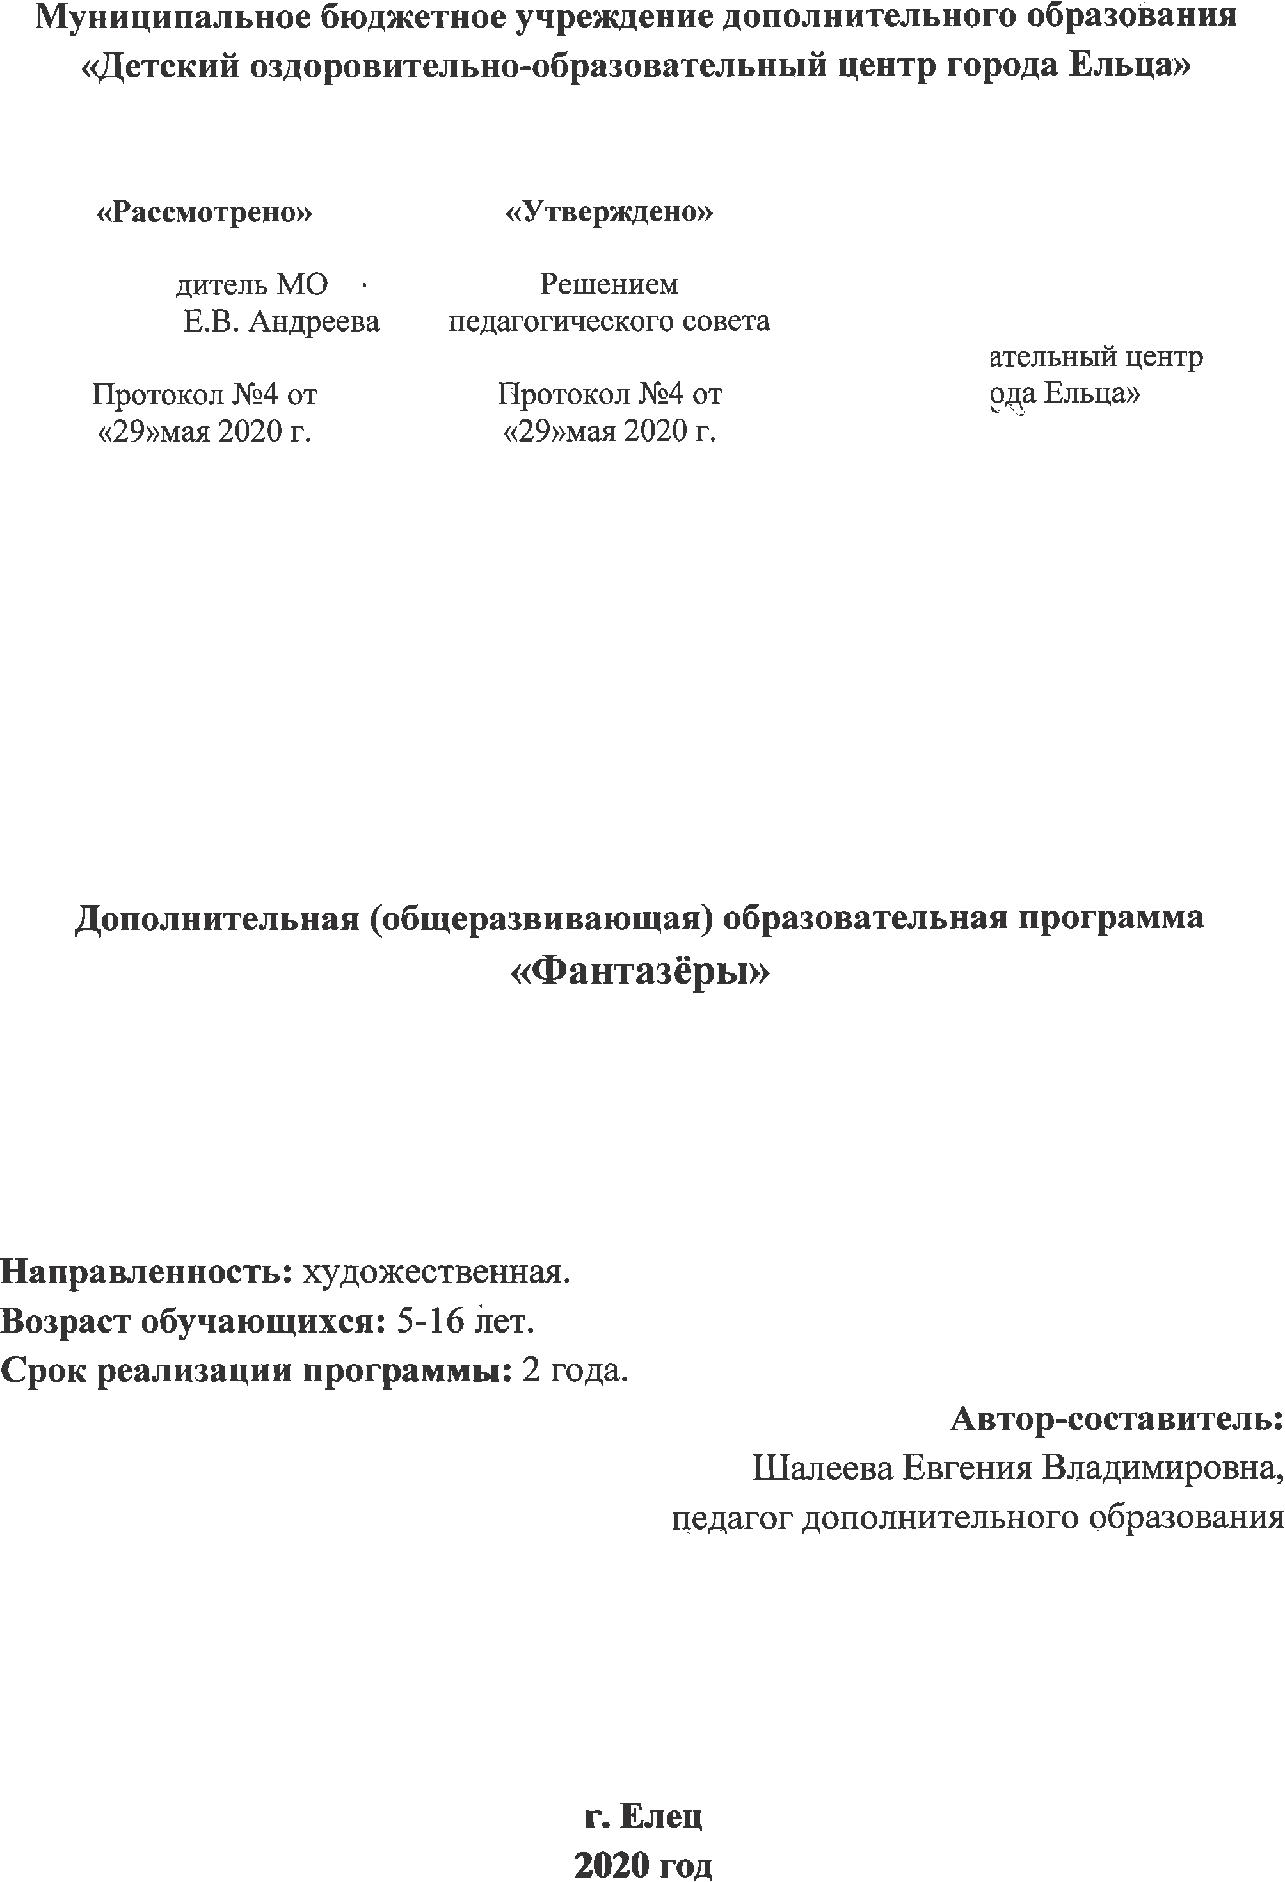 Муниципальное бюджетное учреждение дополнительного образования
«Детский оздоровительно-образовательный центр города Ельца»
«Рассмотрено»
дитель МО
Е.В. Андреева
Протокол №4 от
«29»мая 2020 г.
«Утверждено»
Решением
педагогического совета
Протокол №4 от
«29»мая 2020 г.
ательный центр
ода Ельца»
Дополнительная (общеразвивающая) образовательная программа
«Фантазёры»
Направленность: художественная.
Возраст обучающихся: 5-16 лет.
Срок реализации программы: 2 года.
Автор-составитель:
Шалеева Евгения Владимировна,
педагог дополнительного образования
г. Елец
2020 год